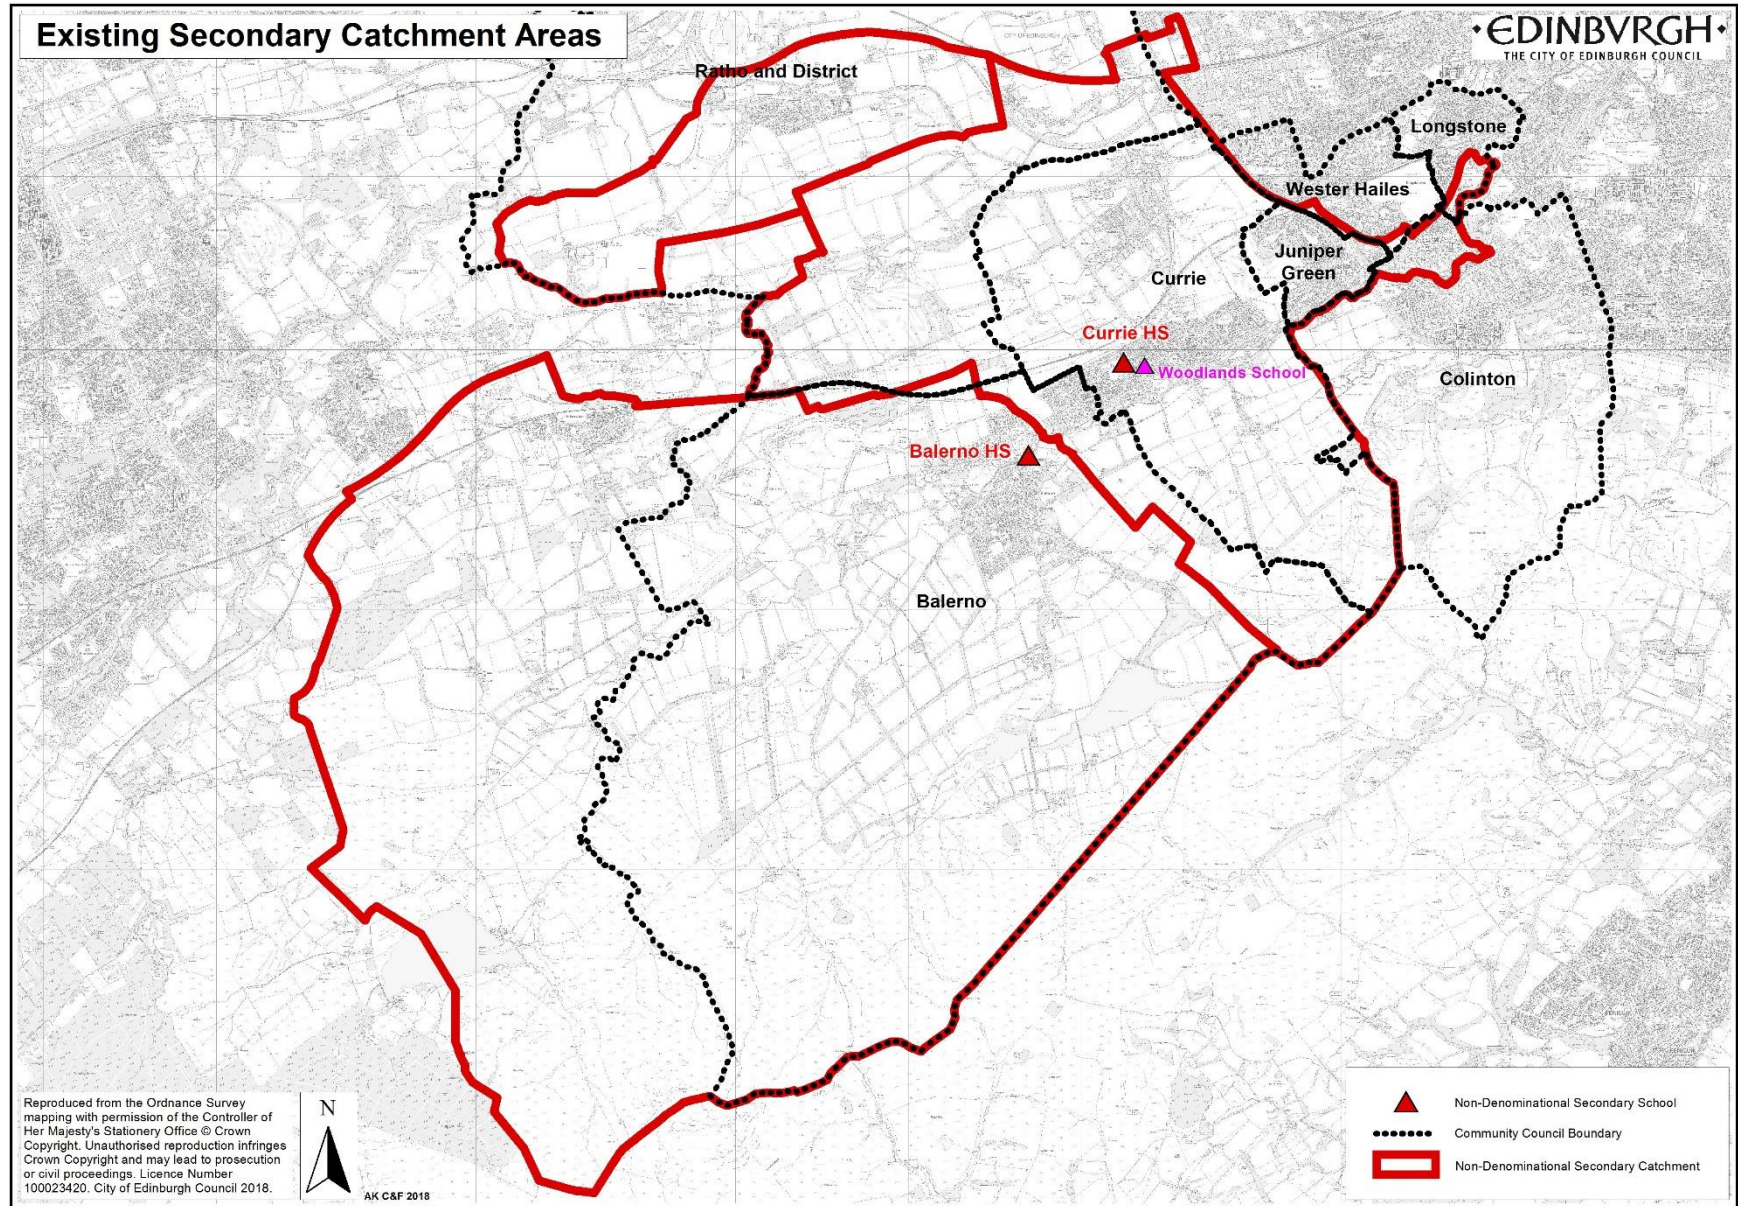 Existing Secondary Catchment Areas
EDINBVRGH
THE CITY OF EDINBURGH COUNCIL
CITY OF EDINBURGH
Ratho and District
Longstone
Wester Hailes
Juniper
Green
Currie
Currie HS
Woodlands School
Colinton
Balerno HS
Balerno
Reproduced from the Ordnance Survey
mapping with permission of the Controller of
Her Majesty's Stationery Office © Crown
Copyright. Unauthorised reproduction infringes
Crown Copyright and may lead to prosecution
or civil proceedings. Licence Number
100023420. City of Edinburgh Council 2018.
N
AK C&F 2018
Non-Denominational Secondary School
Community Council Boundary
Non-Denominational Secondary Catchment